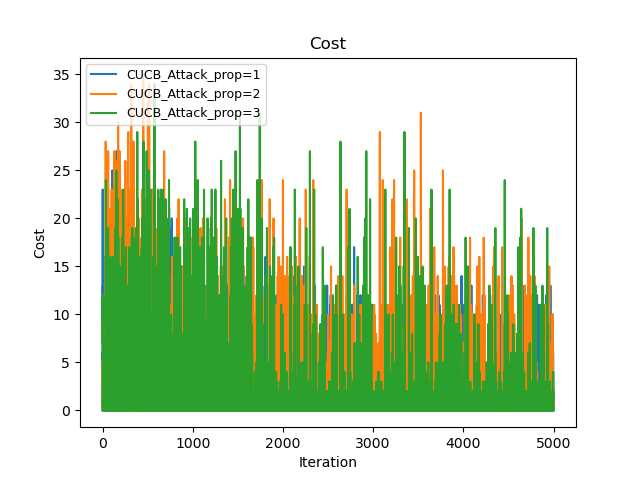 Cost
CUCB_Attack_prop=1
CUCB_Attack_prop=2
CUCB_Attack_prop=3
35
30
25
20
15
10
5
0
Cost
0 1000 2000 3000 4000 5000
Iteration